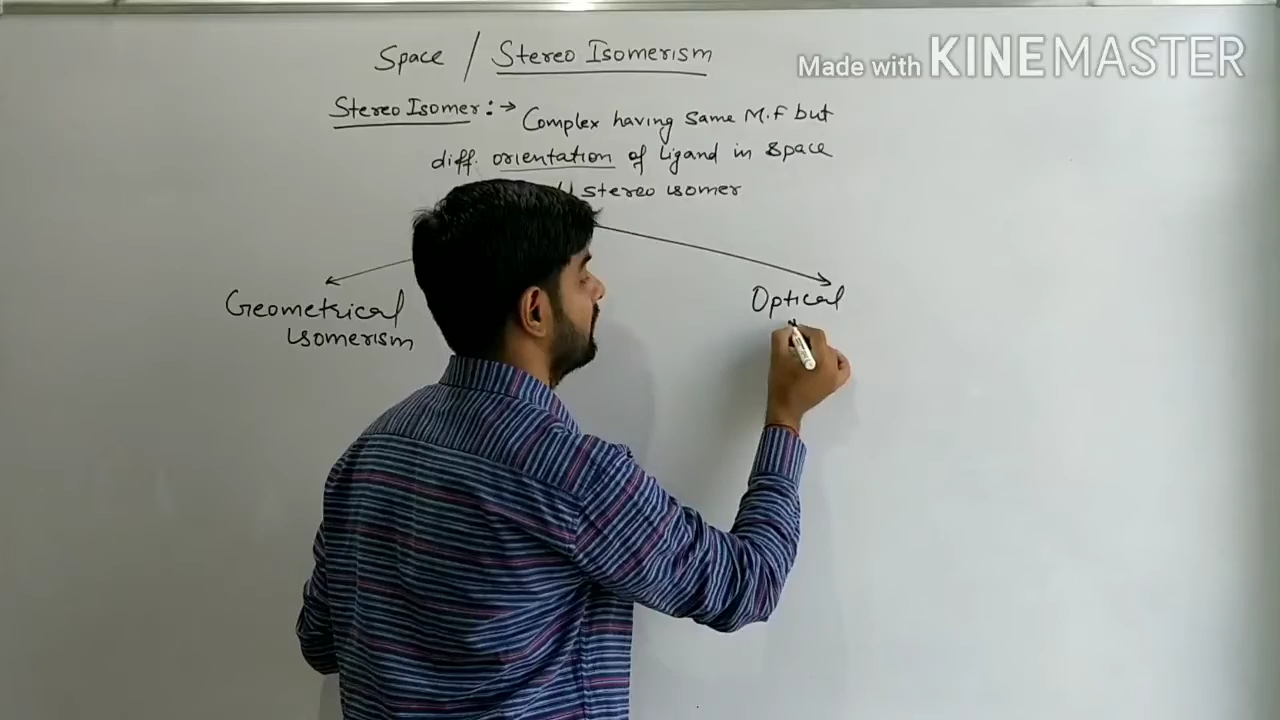 Space / Stereo Isomerism
Made with KINEMASTER
Stereo Isomer :→ Complex having same M.F but
diff. orientation of Ligand in space
stereo isomer
Geometrical
isomerism
Optical